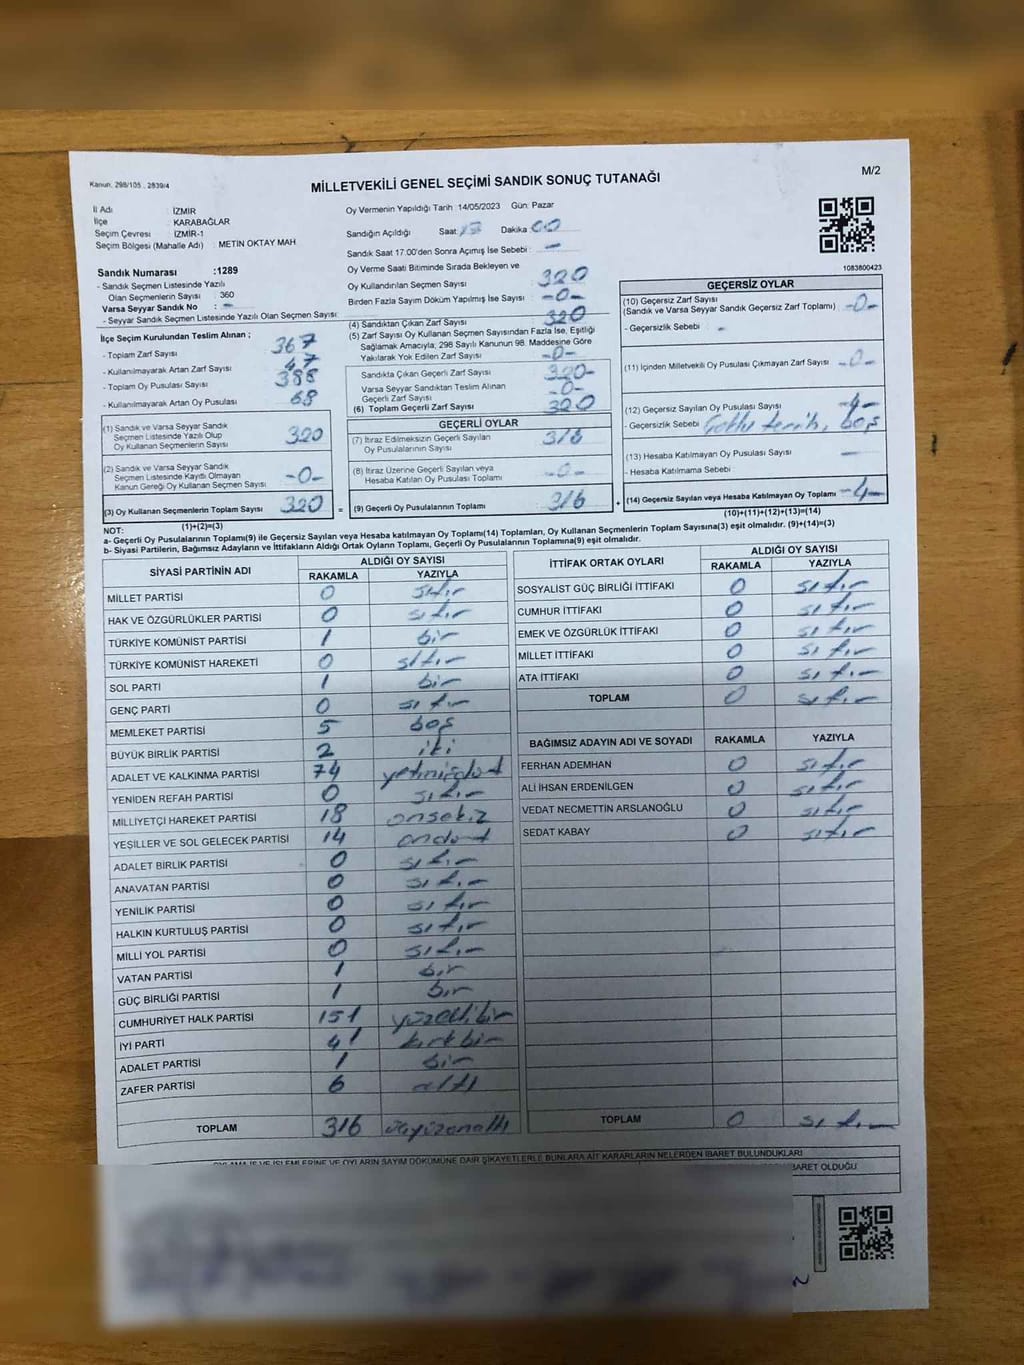 Kanun: 298/105 , 2839/4
MİLLETVEKİLİ GENEL SEÇİMİ SANDIK SONUÇ TUTANAĞI
M/2
İl Adı : İZMİR
İlçe : KARABAĞLAR
Seçim Çevresi : İZMİR-1
Seçim Bölgesi (Mahalle Adı) : METİN OKTAY MAH
Sandık Numarası :1289
- Sandık Seçmen Listesinde Yazılı
Olan Seçmenlerin Sayısı : 360
Varsa Seyyar Sandık No : -
- Seyyar Sandık Seçmen Listesinde Yazılı Olan Seçmen Sayısı
Oy Vermenin Yapıldığı Tarih :14/05/2023 Gün: Pazar
Sandığın Açıldığı Saat: Dakika: 00
Sandık Saat 17.00'den Sonra Açımış İse Sebebi : -
Oy Verme Saati Bitiminde Sırada Bekleyen ve
Oy Kullandırılan Seçmen Sayısı 320
Birden Fazla Sayım Döküm Yapılmış İse Sayısı -0-
1083800423
İlçe Seçim Kurulundan Teslim Alınan ;
- Toplam Zarf Sayısı 367
- Kullanılmayarak Artan Zarf Sayısı 47
- Toplam Oy Pusulası Sayısı 388
- Kullanılmayarak Artan Oy Pusulası 68
(1) Sandık ve Varsa Seyyar Sandık
Seçmen Listesinde Yazılı Olup
Oy Kullanan Seçmenlerin Sayısı 320
(2) Sandık ve Varsa Seyyar Sandık
Seçmen Listesinde Kayıtlı Olmayan
Kanun Gereği Oy Kullanan Seçmen Sayısı -0-
(3) Oy Kullanan Seçmenlerin Toplam Sayısı 320
(1)+(2)=(3)
(4) Sandıktan Çıkan Zarf Sayısı 320
(5) Zarf Sayısı Oy Kullanan Seçmen Sayısından Fazla İse, Eşitliği
Sağlamak Amacıyla, 298 Sayılı Kanunun 98. Maddesine Göre
Yakılarak Yok Edilen Zarf Sayısı -0-
Sandıkta Çıkan Geçerli Zarf Sayısı 320-
Varsa Seyyar Sandıktan Teslim Alınan
Geçerli Zarf Sayısı -0-
(6) Toplam Geçerli Zarf Sayısı 320
GEÇERLİ OYLAR
(7) İtiraz Edilmeksizin Geçerli Sayılan
Oy Pusulalarının Sayısı 316
(8) İtiraz Üzerine Geçerli Sayılan veya
Hesaba Katılan Oy Pusulası Toplamı -0-
= (9) Geçerli Oy Pusulalarının Toplamı 316
GEÇERSİZ OYLAR
(10) Geçersiz Zarf Sayısı
(Sandık ve Varsa Seyyar Sandık Geçersiz Zarf Toplamı) -0-
- Geçersizlik Sebebi : -
(11) İçinden Milletvekili Oy Pusulası Çıkmayan Zarf Sayısı -0-
(12) Geçersiz Sayılan Oy Pusulası Sayısı -4-
- Geçersizlik Sebebi boş
(13) Hesaba Katılmayan Oy Pusulası Sayısı -
- Hesaba Katılmama Sebebi
+ (14) Geçersiz Sayılan veya Hesaba Katılmayan Oy Toplamı -4-
(10)+(11)+(12)+(13)=(14)
NOT:
a- Geçerli Oy Pusulalarının Toplamı(9) ile Geçersiz Sayılan veya Hesaba katılmayan Oy Toplamı(14) Toplamları, Oy Kullanan Seçmenlerin Toplam Sayısına(3) eşit olmalıdır. (9)+(14)=(3)
b- Siyasi Partilerin, Bağımsız Adayların ve İttifakların Aldığı Ortak Oyların Toplamı, Geçerli Oy Pusulalarının Toplamına(9) eşit olmalıdır.
SİYASİ PARTİNİN ADI ALDIĞI OY SAYISI
RAKAMLA YAZIYLA
MİLLET PARTİSİ 0 sıfır
HAK VE ÖZGÜRLÜKLER PARTİSİ 0 sıfır
TÜRKİYE KOMÜNİST PARTİSİ 1 bir
TÜRKİYE KOMÜNİST HAREKETİ 0 sıfır
SOL PARTİ 1 bir
GENÇ PARTİ 0 sıfır
MEMLEKET PARTİSİ 5 beş
BÜYÜK BİRLİK PARTİSİ 2 iki
ADALET VE KALKINMA PARTİSİ 74 yetmişdört
YENİDEN REFAH PARTİSİ 0 sıfır
MİLLİYETÇİ HAREKET PARTİSİ 18 onsekiz
YEŞİLLER VE SOL GELECEK PARTİSİ 14 ondört
ADALET BİRLİK PARTİSİ 0 sıfır
ANAVATAN PARTİSİ 0 sıfır
YENİLİK PARTİSİ 0 sıfır
HALKIN KURTULUŞ PARTİSİ 0 sıfır
MİLLİ YOL PARTİSİ 0 sıfır
VATAN PARTİSİ 1 bir
GÜÇ BİRLİĞİ PARTİSİ 1 bir
CUMHURİYET HALK PARTİSİ 151 yüzellibir
İYİ PARTİ 41 kırkbir
ADALET PARTİSİ 1 bir
ZAFER PARTİSİ 6 altı
TOPLAM 316 üçyüzonaltı
İTTİFAK ORTAK OYLARI ALDIĞI OY SAYISI
RAKAMLA YAZIYLA
SOSYALİST GÜÇ BİRLİĞİ İTTİFAKI 0 sıfır
CUMHUR İTTİFAKI 0 sıfır
EMEK VE ÖZGÜRLÜK İTTİFAKI 0 sıfır
MİLLET İTTİFAKI 0 sıfır
ATA İTTİFAKI 0 sıfır
TOPLAM 0 sıfır
BAĞIMSIZ ADAYIN ADI VE SOYADI RAKAMLA YAZIYLA
FERHAN ADEMHAN 0 sıfır
ALİ İHSAN ERDENİLGEN 0 sıfır
VEDAT NECMETTİN ARSLANOĞLU 0 sıfır
SEDAT KABAY 0 sıfır
TOPLAM 0 sıfır
OYLAMA İŞ VE İŞLEMLERİNE VE OYLARIN SAYIM DÖKÜMÜNE DAİR ŞİKAYETLERLE BUNLARA AİT KARARLARIN NELERDEN İBARET BULUNDUKLARI
İBARET OLDUĞU